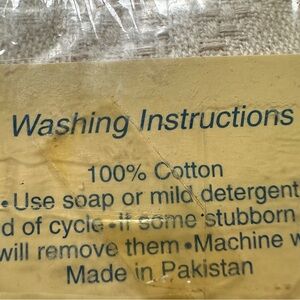 Washing Instructions
100% Cotton
• Use soap or mild detergent
d of cycle • If some stubborn
will remove them • Machine w
Made in Pakistan